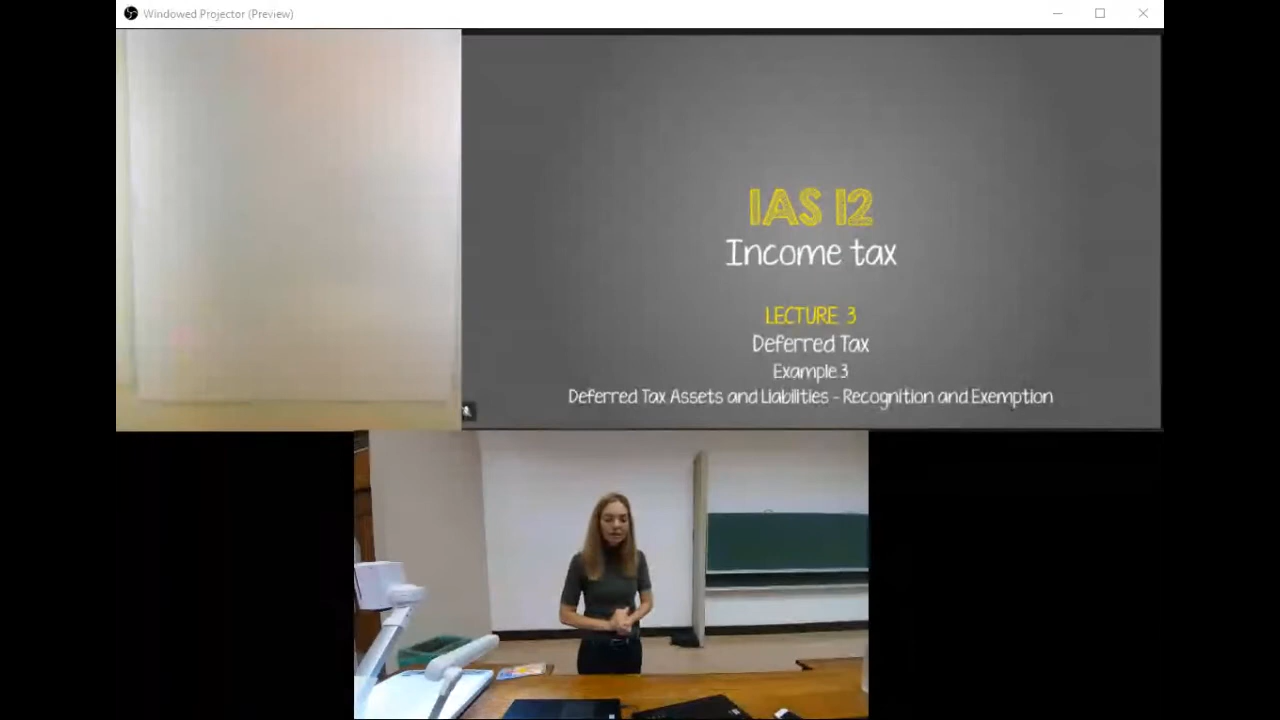 Windowed Projector (Preview)
IAS 12
Income tax
LECTURE 3
Deferred Tax
Example 3
Deferred Tax Assets and Liabilities - Recognition and Exemption